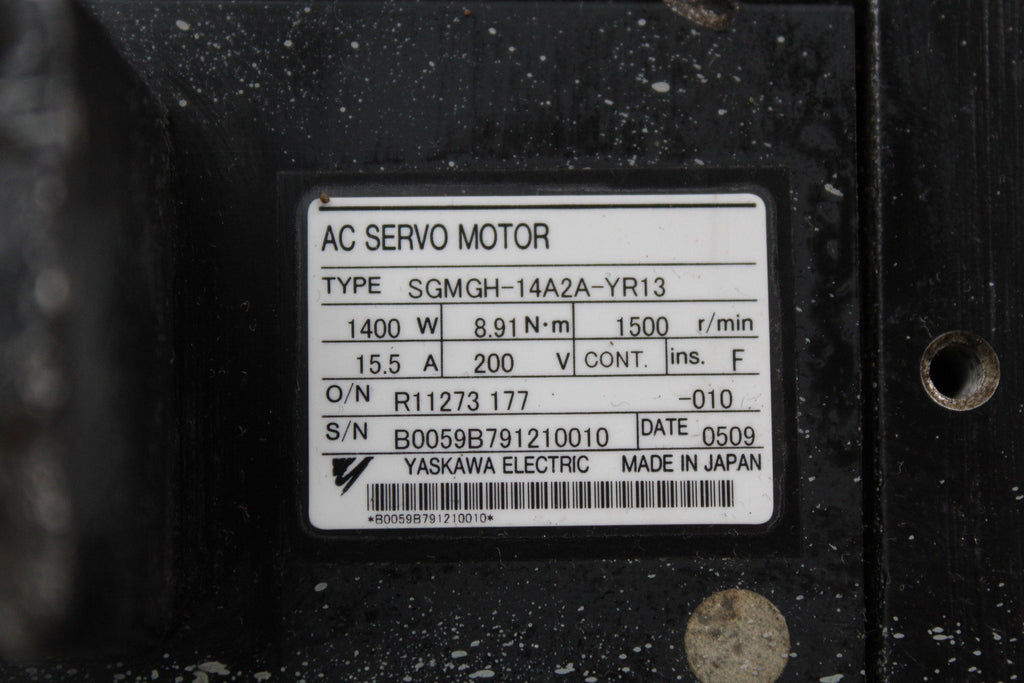 AC SERVO MOTOR
TYPE SGMGH-14A2A-YR13
1400 W 8.91 N·m 1500 r/min
15.5 A 200 V CONT. ins. F
O/N R11273 177 -010
S/N B0059B791210010 DATE 0509
YASKAWA ELECTRIC MADE IN JAPAN
*B0059B791210010*